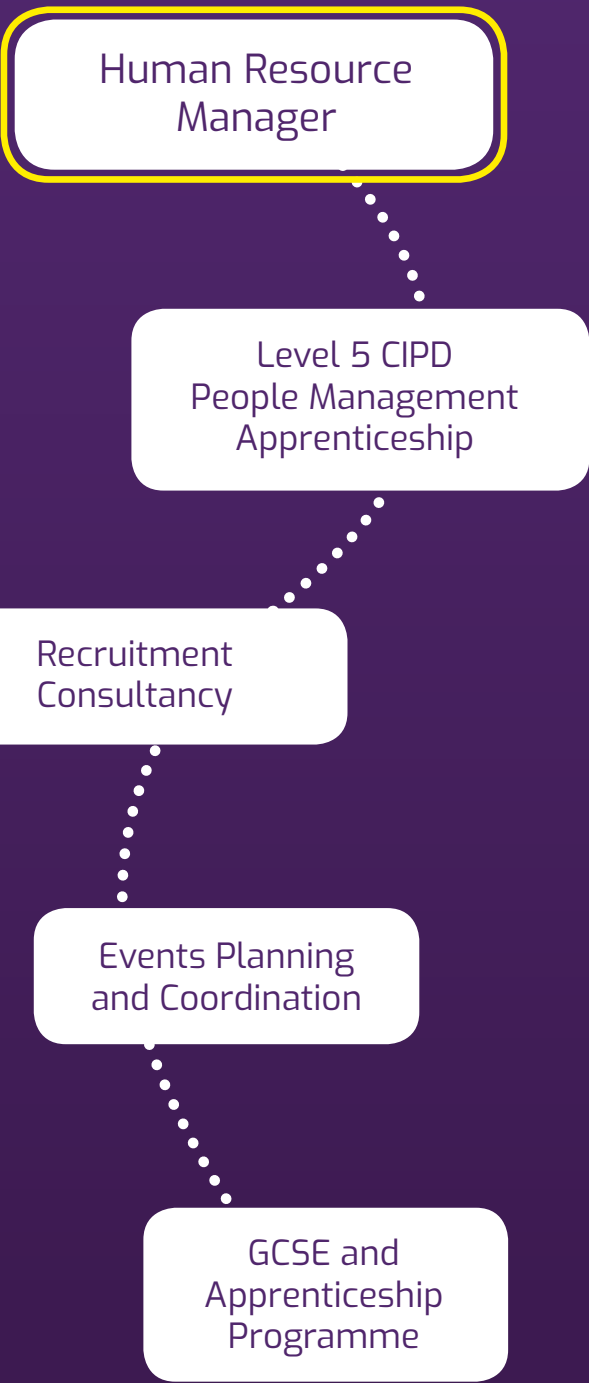 Human Resource
Manager
Level 5 CIPD
People Management
Apprenticeship
Recruitment
Consultancy
Events Planning
and Coordination
GCSE and
Apprenticeship
Programme